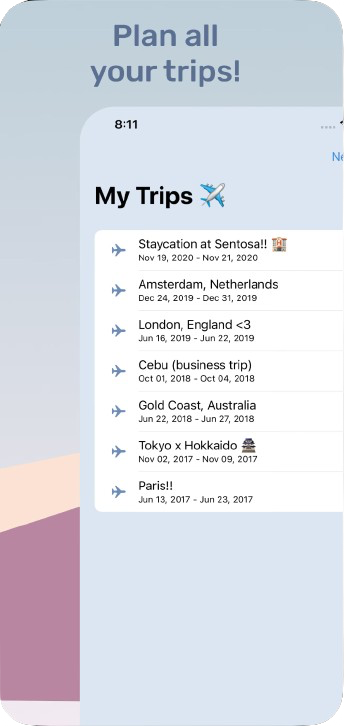 Plan all
your trips!
8:11
My Trips ✈️
Staycation at Sentosa!! 🏨
Nov 19, 2020 - Nov 21, 2020
Amsterdam, Netherlands
Dec 24, 2019 - Dec 31, 2019
London, England <3
Jun 16, 2019 - Jun 22, 2019
Cebu (business trip)
Oct 01, 2018 - Oct 04, 2018
Gold Coast, Australia
Jun 22, 2018 - Jun 27, 2018
Tokyo x Hokkaido 🏯
Nov 02, 2017 - Nov 09, 2017
Paris!!
Jun 13, 2017 - Jun 23, 2017